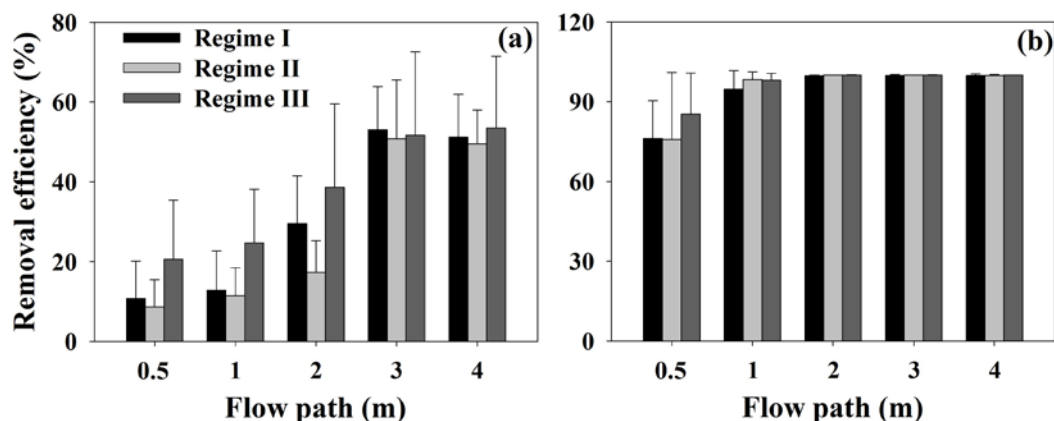 Removal efficiency (%)
80
60
40
20
0
Regime I
Regime II
Regime III
(a)
0.5 1 2 3 4
Flow path (m)
120
90
60
30
0
(b)
0.5 1 2 3 4
Flow path (m)